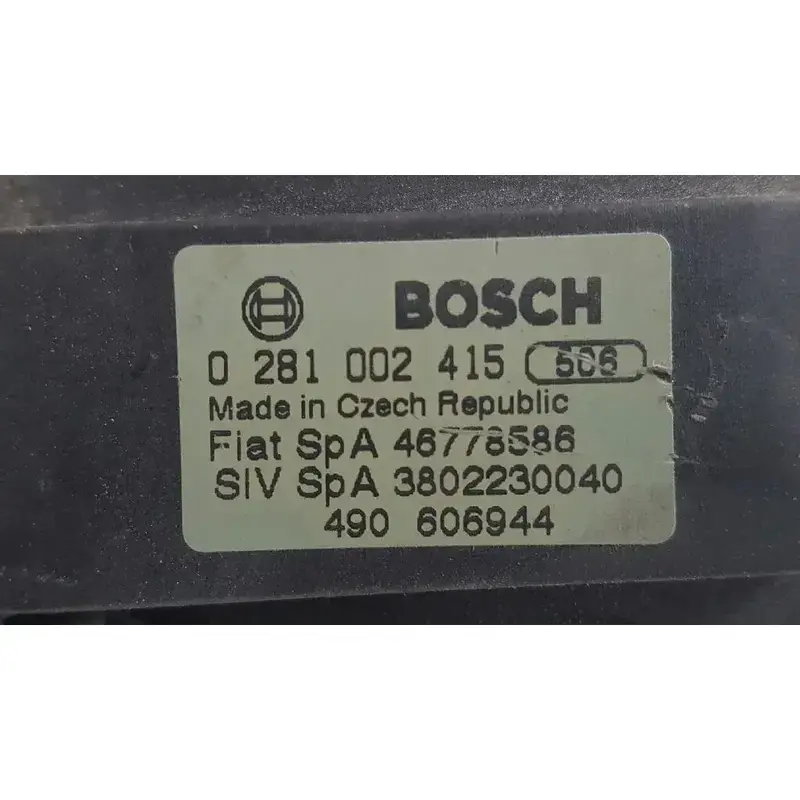 BOSCH
0 281 002 415 506
Made in Czech Republic
Fiat SpA 46778586
SIV SpA 3802230040
490 606944